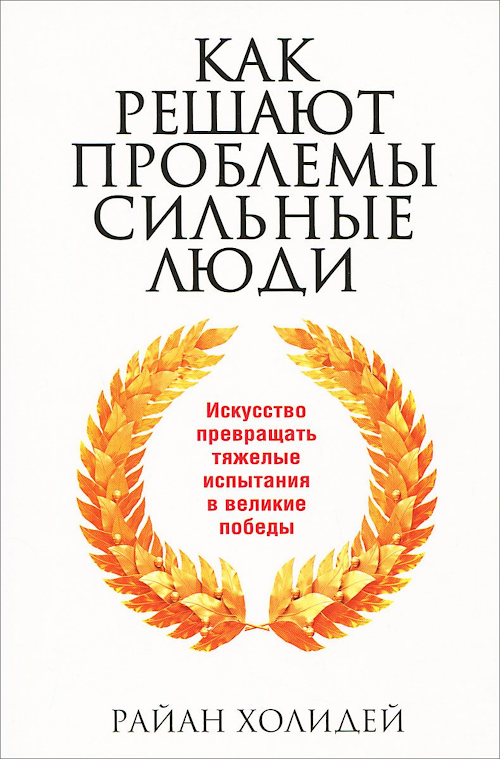 КАК
РЕШАЮТ
ПРОБЛЕМЫ
СИЛЬНЫЕ
ЛЮДИ
Искусство
превращать
тяжелые
испытания
в великие
победы
РАЙАН ХОЛИДЕЙ